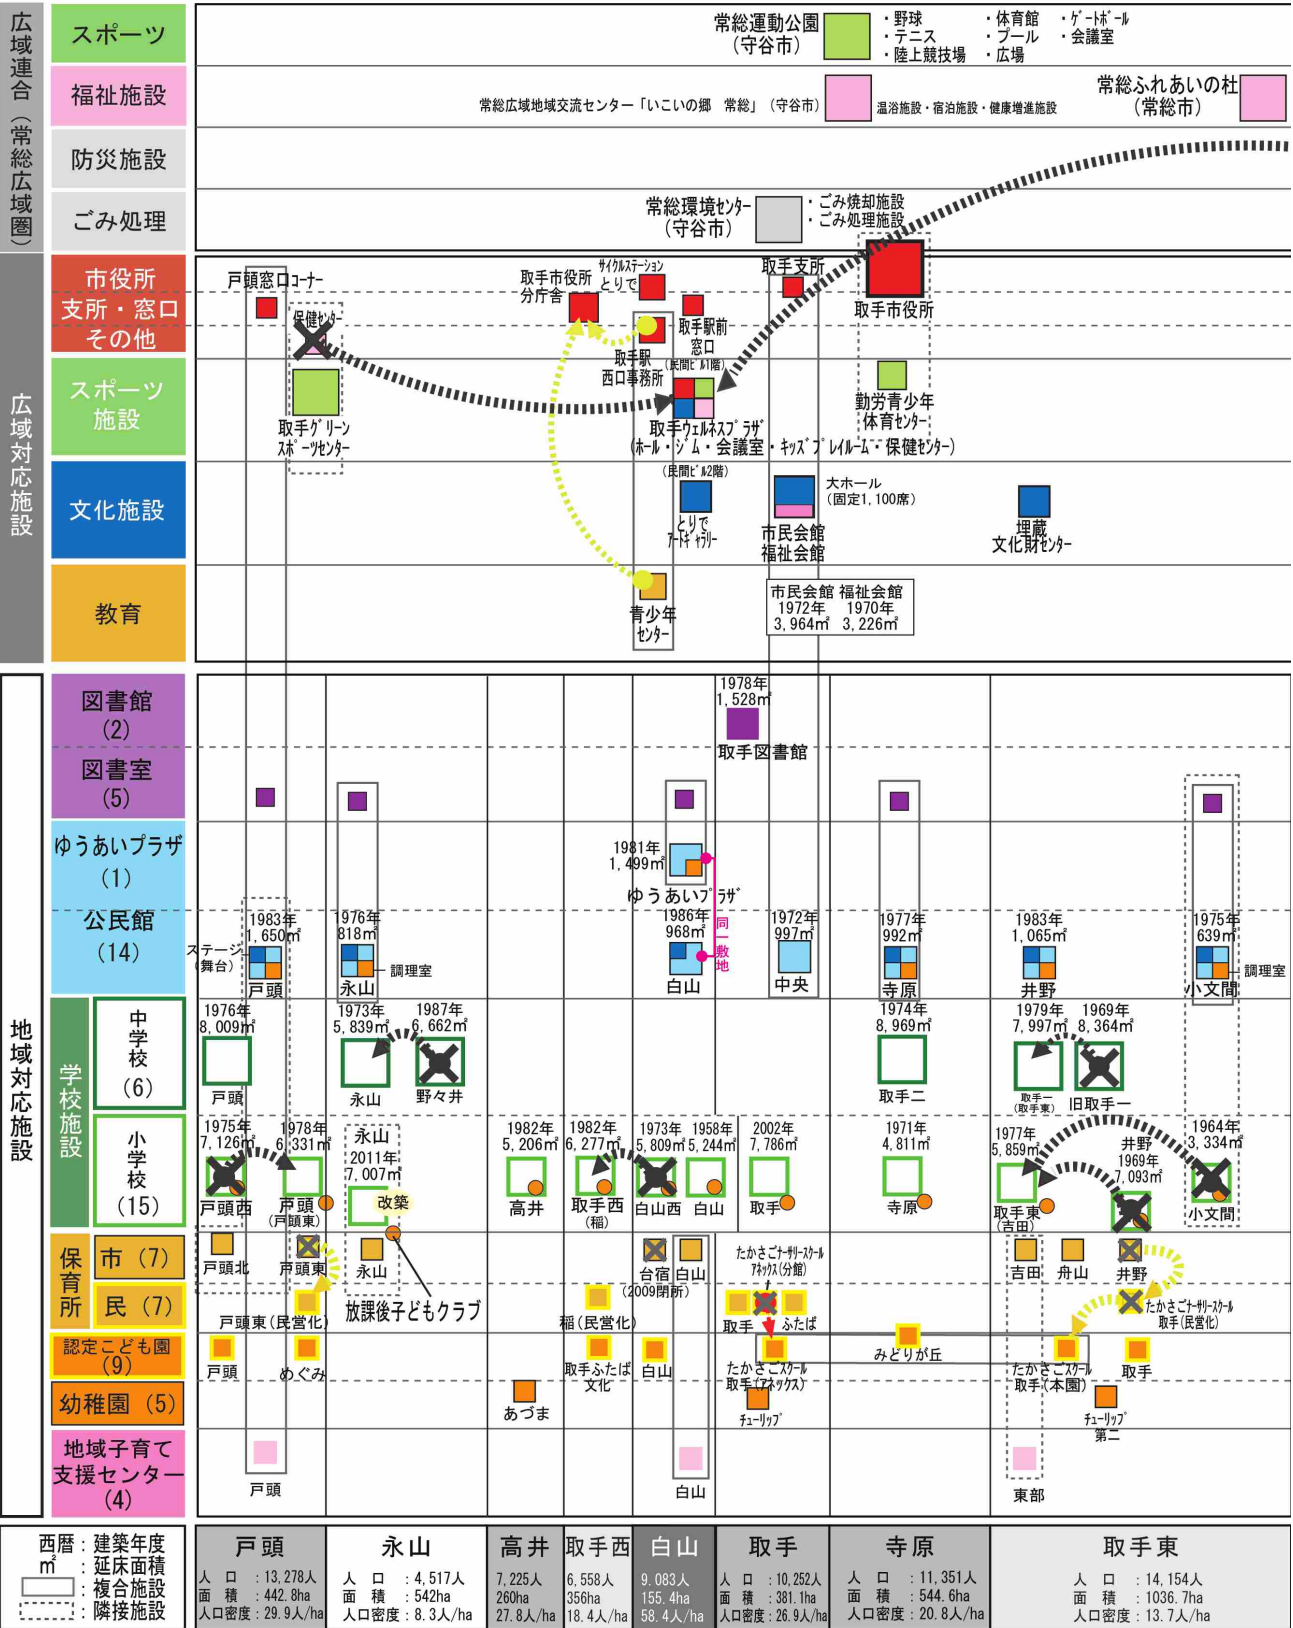 広域連合（常総広域圏）
スポーツ
常総運動公園
（守谷市）
・野球
・テニス
・陸上競技場
・体育館
・プール
・広場
・ゲートボール
・会議室
福祉施設
常総広域地域交流センター「いこいの郷　常総」（守谷市）
温浴施設・宿泊施設・健康増進施設
常総ふれあいの杜
（常総市）
防災施設
ごみ処理
常総環境センター
（守谷市）
・ごみ焼却施設
・ごみ処理施設
広域対応施設
市役所
支所・窓口
その他
戸頭窓口コーナー
保健センター
取手市役所
分庁舎
サイクルステーション
とりで
取手駅前
窓口
（民間ビル1階）
取手駅
西口事務所
取手支所
取手市役所
スポーツ
施設
取手グリーン
スポーツセンター
取手ウェルネスプラザ
（ホール・ジム・会議室・キッズプレイルーム・保健センター）
勤労青少年
体育センター
文化施設
（民間ビル2階）
とりで
アートギャラリー
大ホール
（固定1,100席）
市民会館
福祉会館
埋蔵
文化財センター
教育
青少年
センター
市民会館 福祉会館
1972年 1970年
3,964㎡ 3,226㎡
地域対応施設
図書館
（2）
1978年
1,528㎡
取手図書館
図書室
（5）
ゆうあいプラザ
（1）
1981年
1,499㎡
ゆうあいプラザ
同一敷地
公民館
（14）
ステージ
（舞台）
1983年
1,650㎡
戸頭
1976年
818㎡
調理室
永山
1986年
968㎡
白山
1972年
997㎡
中央
1977年
992㎡
寺原
1983年
1,065㎡
井野
1975年
639㎡
調理室
小文間
学校施設
中学校
（6）
1976年
8,009㎡
戸頭
1973年
5,839㎡
永山
1987年
6,662㎡
野々井
1974年
8,969㎡
取手二
1979年
7,997㎡
取手一
（取手東）
1969年
8,364㎡
旧取手一
小学校
（15）
1975年
7,126㎡
戸頭西
1978年
6,331㎡
戸頭
（戸頭東）
永山
2011年
7,007㎡
改築
1982年
5,206㎡
高井
1982年
6,277㎡
取手西
（稲）
1973年
5,809㎡
白山西
1958年
5,244㎡
白山
2002年
7,786㎡
取手
1971年
4,811㎡
寺原
1977年
5,859㎡
取手東
（吉田）
井野
1969年
7,093㎡
1964年
3,334㎡
小文間
保育所
市（7）
戸頭北
戸頭東
永山
放課後子どもクラブ
台宿
（2009閉所）
白山
たかさごナーサリースクール
アネックス（分館）
吉田
舟山
井野
民（7）
戸頭東（民営化）
稲（民営化）
取手
ふたば
たかさごナーサリースクール
取手（民営化）
認定こども園
（9）
戸頭
めぐみ
取手ふたば
文化
白山
たかさごスクール
取手（アネックス）
みどりが丘
たかさごスクール
取手（本園）
取手
幼稚園（5）
あづま
チューリップ
チューリップ
第二
地域子育て
支援センター
（4）
戸頭
白山
東部
西暦：建築年度
㎡：延床面積
：複合施設
：隣接施設
戸頭
人口：13,278人
面積：442.8ha
人口密度：29.9人/ha
永山
人口：4,517人
面積：542ha
人口密度：8.3人/ha
高井
7,225人
260ha
27.8人/ha
取手西
6,558人
356ha
18.4人/ha
白山
9.083人
155.4ha
58.4人/ha
取手
人口：10,252人
面積：381.1ha
人口密度：26.9人/ha
寺原
人口：11,351人
面積：544.6ha
人口密度：20.8人/ha
取手東
人口：14,154人
面積：1036.7ha
人口密度：13.7人/ha